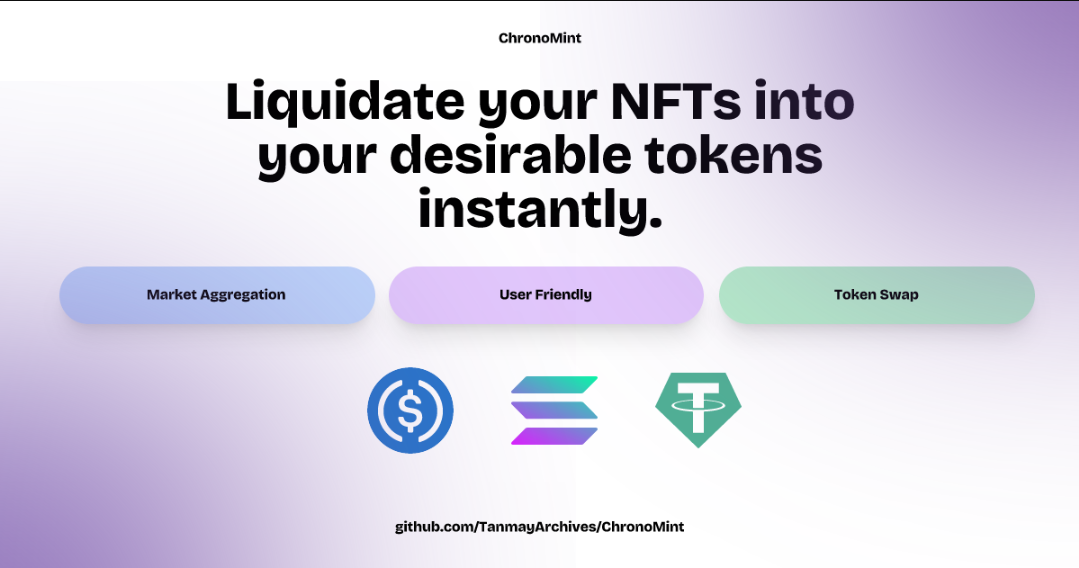 ChronoMint
Liquidate your NFTs into
your desirable tokens
instantly.
Market Aggregation
User Friendly
Token Swap
$
T
github.com/TanmayArchives/ChronoMint